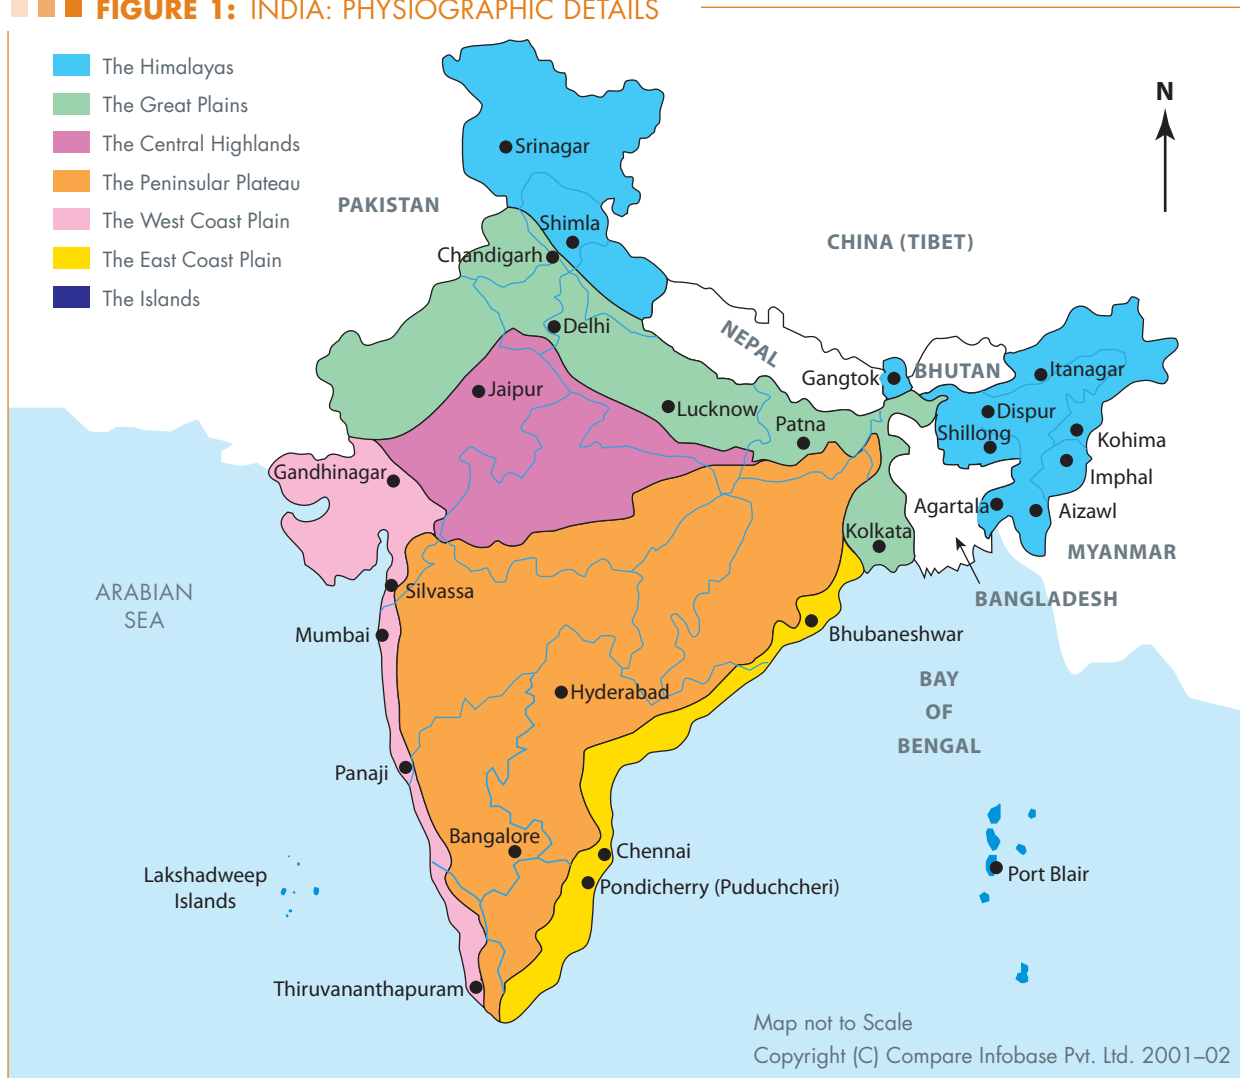 FIGURE 1: INDIA: PHYSIOGRAPHIC DETAILS
The Himalayas
The Great Plains
The Central Highlands
The Peninsular Plateau
The West Coast Plain
The East Coast Plain
The Islands
N
Srinagar
PAKISTAN
Shimla
CHINA (TIBET)
Chandigarh
Delhi
NEPAL
Gangtok
BHUTAN
Itanagar
Jaipur
Lucknow
Dispur
Patna
Shillong
Kohima
Gandhinagar
Imphal
Agartala
Aizawl
Kolkata
MYANMAR
ARABIAN
SEA
Silvassa
BANGLADESH
Mumbai
Bhubaneshwar
BAY
OF
BENGAL
Hyderabad
Panaji
Bangalore
Chennai
Lakshadweep
Islands
Port Blair
Pondicherry (Puduchcheri)
Thiruvananthapuram
Map not to Scale
Copyright (C) Compare Infobase Pvt. Ltd. 2001–02